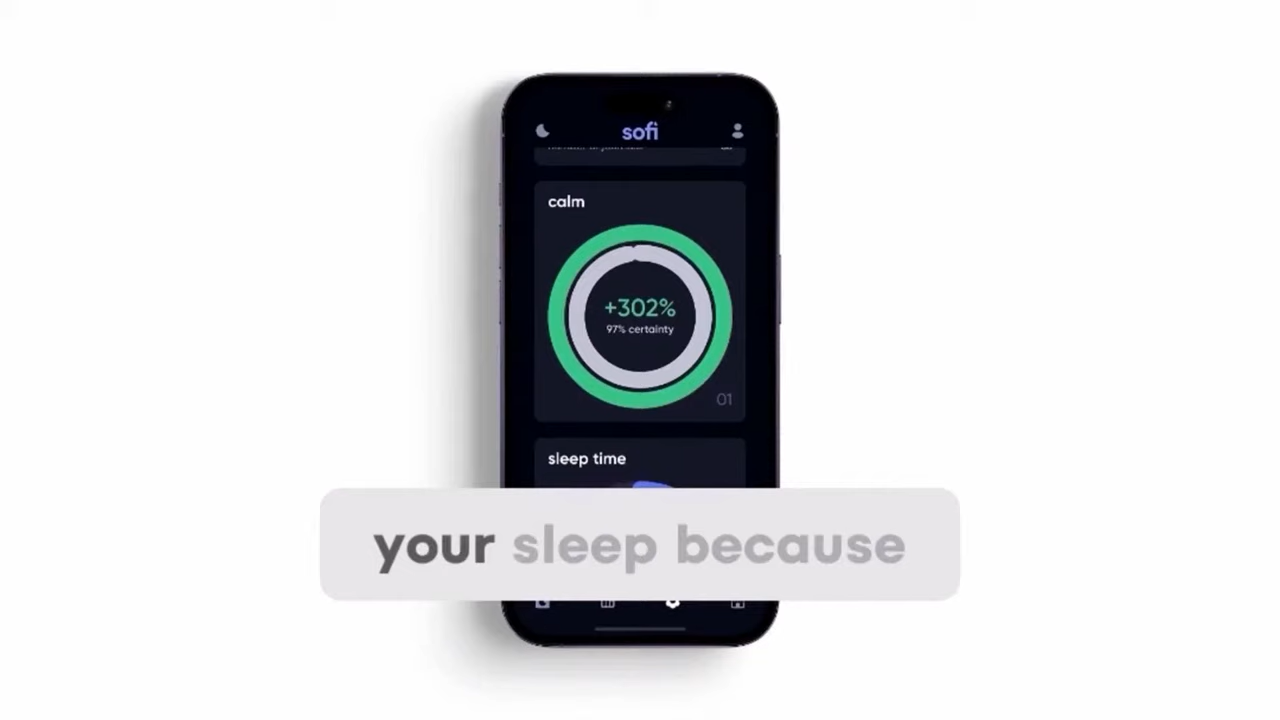 sofi
calm
+302%
97% certainty
01
sleep time
your sleep because